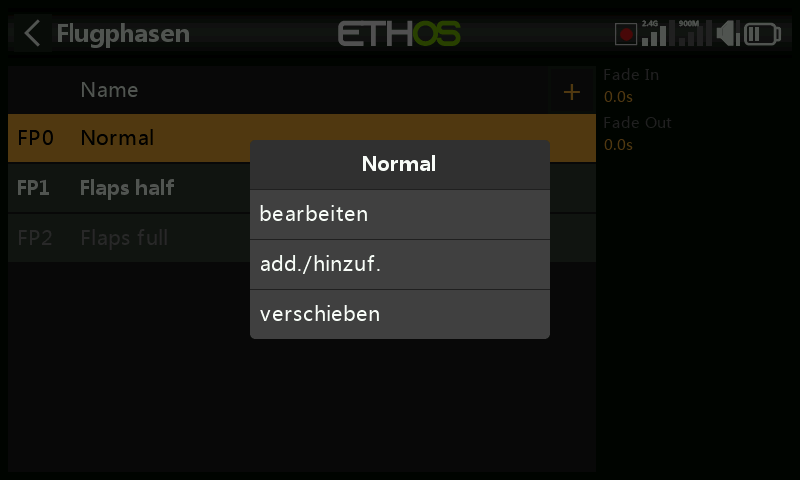 Flugphasen
ETHOS
2.4G
900M
Name
+
Fade In
0.0s
Fade Out
0.0s
FP0 Normal
FP1 Flaps half
FP2 Flaps full
Normal
bearbeiten
add./hinzuf.
verschieben